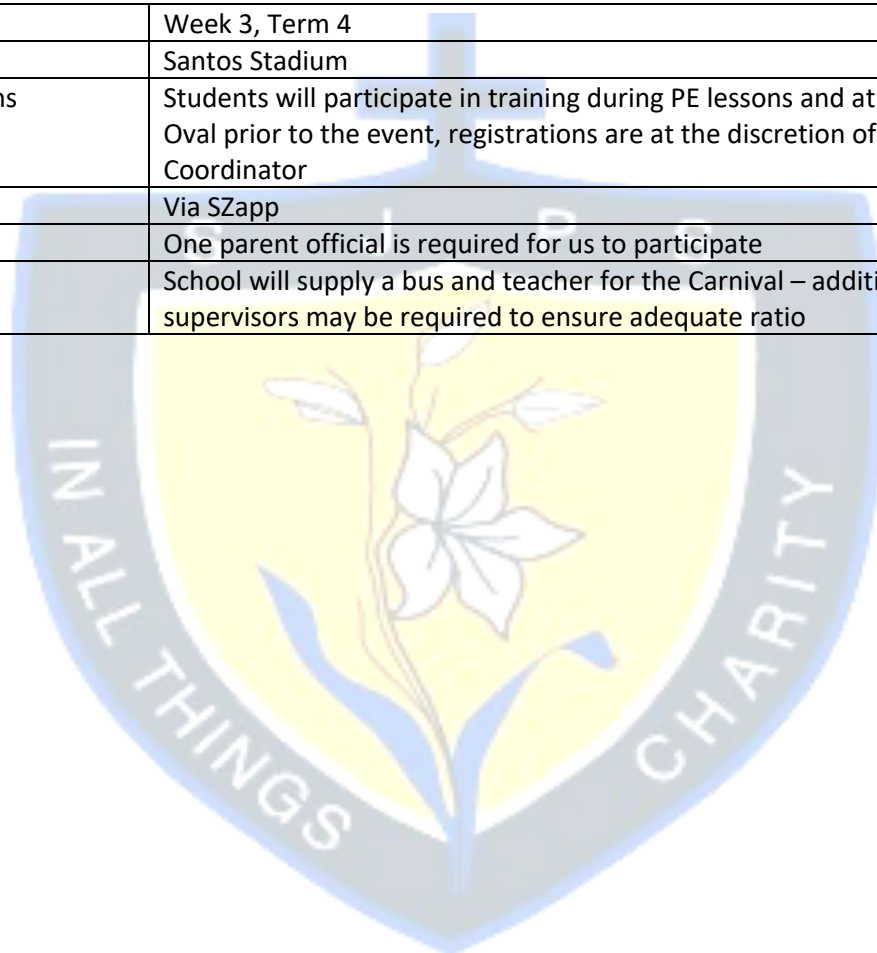 Week 3, Term 4
Santos Stadium
ns Students will participate in training during PE lessons and at
Oval prior to the event, registrations are at the discretion of
Coordinator
Via SZapp
One parent official is required for us to participate
School will supply a bus and teacher for the Carnival – additi
supervisors may be required to ensure adequate ratio
S J P S
IN ALL THINGS CHARITY